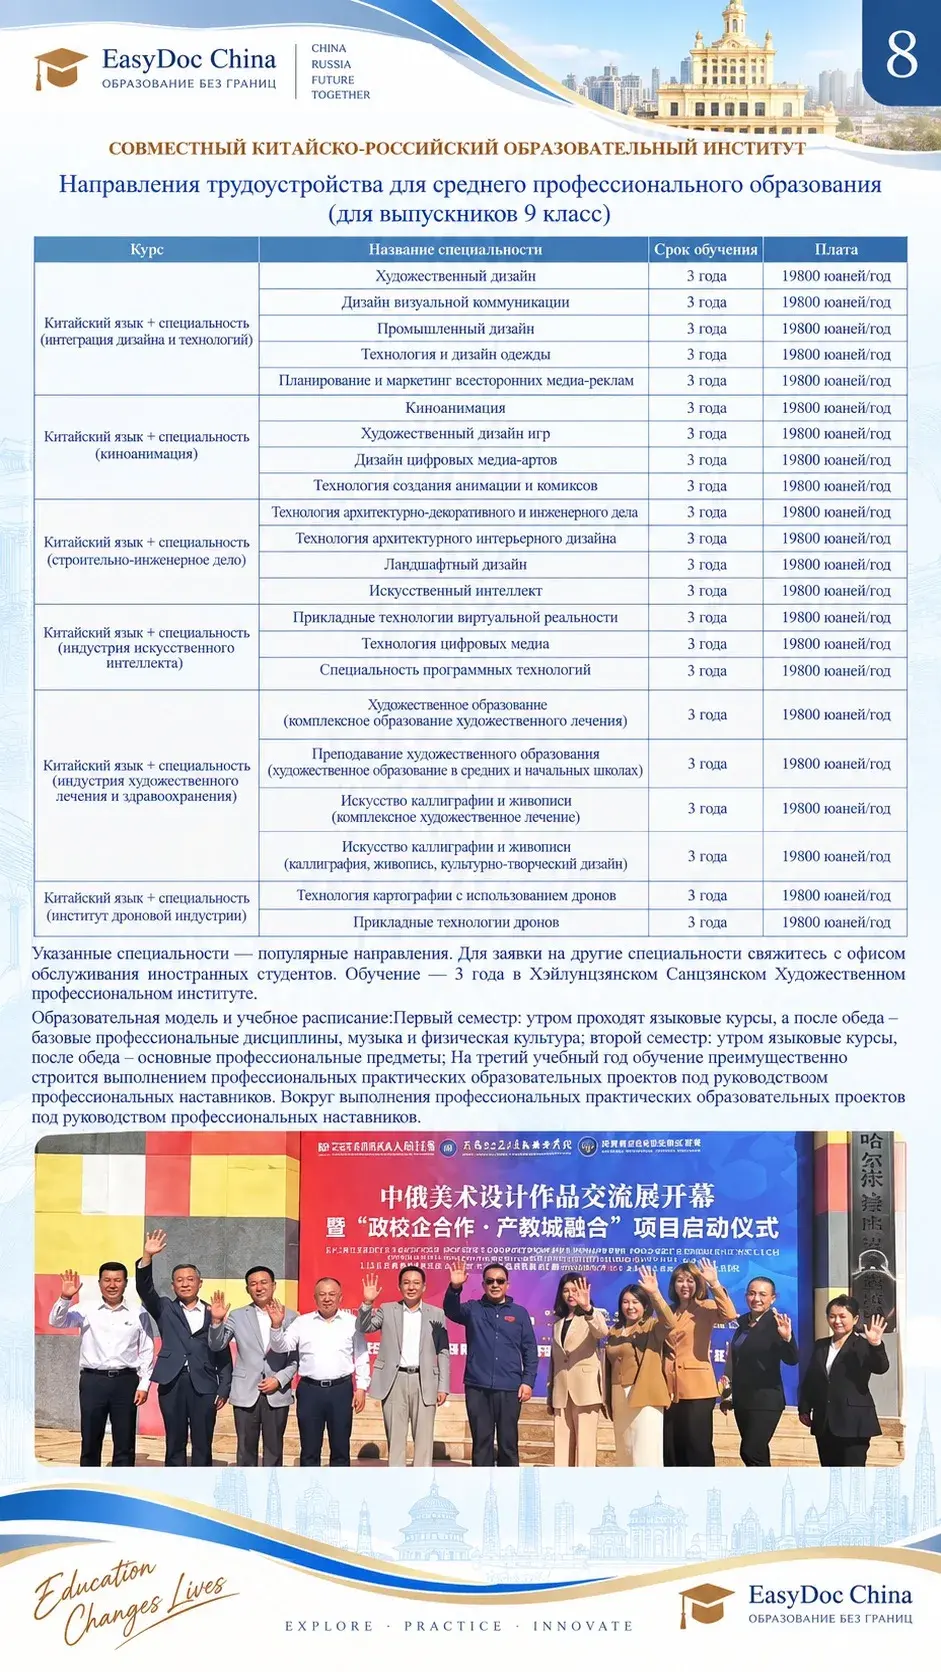 EasyDoc China
ОБРАЗОВАНИЕ БЕЗ ГРАНИЦ
CHINA
RUSSIA
FUTURE
TOGETHER
8
СОВМЕСТНЫЙ КИТАЙСКО-РОССИЙСКИЙ ОБРАЗОВАТЕЛЬНЫЙ ИНСТИТУТ
Направления трудоустройства для среднего профессионального образования
(для выпускников 9 класс)
Курс Название специальности Срок обучения Плата
Китайский язык + специальность
(интеграция дизайна и технологий)
Художественный дизайн 3 года 19800 юаней/год
Дизайн визуальной коммуникации 3 года 19800 юаней/год
Промышленный дизайн 3 года 19800 юаней/год
Технология и дизайн одежды 3 года 19800 юаней/год
Планирование и маркетинг всесторонних медиа-реклам 3 года 19800 юаней/год
Китайский язык + специальность
(киноанимация)
Киноанимация 3 года 19800 юаней/год
Художественный дизайн игр 3 года 19800 юаней/год
Дизайн цифровых медиа-артов 3 года 19800 юаней/год
Технология создания анимации и комиксов 3 года 19800 юаней/год
Китайский язык + специальность
(строительно-инженерное дело)
Технология архитектурно-декоративного и инженерного дела 3 года 19800 юаней/год
Технология архитектурного интерьерного дизайна 3 года 19800 юаней/год
Ландшафтный дизайн 3 года 19800 юаней/год
Искусственный интеллект 3 года 19800 юаней/год
Китайский язык + специальность
(индустрия искусственного
интеллекта)
Прикладные технологии виртуальной реальности 3 года 19800 юаней/год
Технология цифровых медиа 3 года 19800 юаней/год
Специальность программных технологий 3 года 19800 юаней/год
Китайский язык + специальность
(индустрия художественного
лечения и здравоохранения)
Художественное образование
(комплексное образование художественного лечения) 3 года 19800 юаней/год
Преподавание художественного образования
(художественное образование в средних и начальных школах) 3 года 19800 юаней/год
Искусство каллиграфии и живописи
(комплексное художественное лечение) 3 года 19800 юаней/год
Искусство каллиграфии и живописи
(каллиграфия, живопись, культурно-творческий дизайн) 3 года 19800 юаней/год
Китайский язык + специальность
(институт дроновой индустрии)
Технология картографии с использованием дронов 3 года 19800 юаней/год
Прикладные технологии дронов 3 года 19800 юаней/год
Указанные специальности — популярные направления. Для заявки на другие специальности свяжитесь с офисом
обслуживания иностранных студентов. Обучение — 3 года в Хэйлунцзянском Санцзянском Художественном
профессиональном институте.
Образовательная модель и учебное расписание:Первый семестр: утром проходят языковые курсы, а после обеда –
базовые профессиональные дисциплины, музыка и физическая культура; второй семестр: утром языковые курсы,
после обеда – основные профессиональные предметы; На третий учебный год обучение преимущественно
строится выполнением профессиональных практических образовательных проектов под руководством
профессиональных наставников. Вокруг выполнения профессиональных практических образовательных проектов
под руководством профессиональных наставников.
中俄美术设计作品交流展开幕
暨“政校企合作·产教城融合”项目启动仪式
Education
Changes Lives
EXPLORE · PRACTICE · INNOVATE
EasyDoc China
ОБРАЗОВАНИЕ БЕЗ ГРАНИЦ